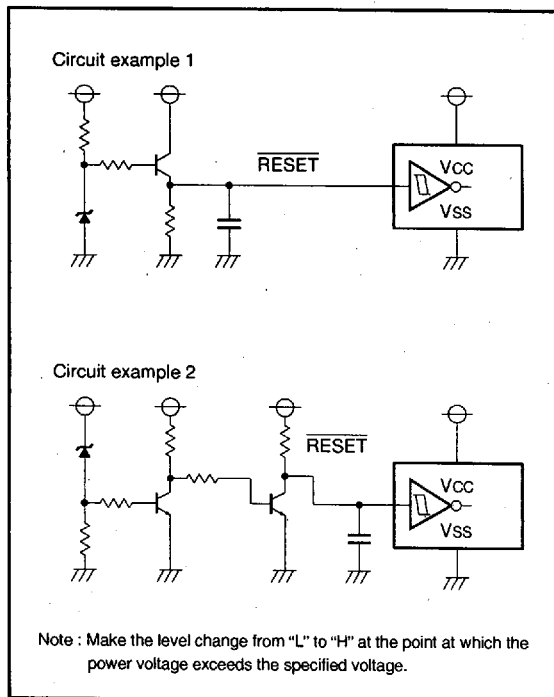 Circuit example 1
RESET
VCC
VSS
Circuit example 2
RESET
VCC
VSS
Note : Make the level change from “L” to “H” at the point at which the
power voltage exceeds the specified voltage.